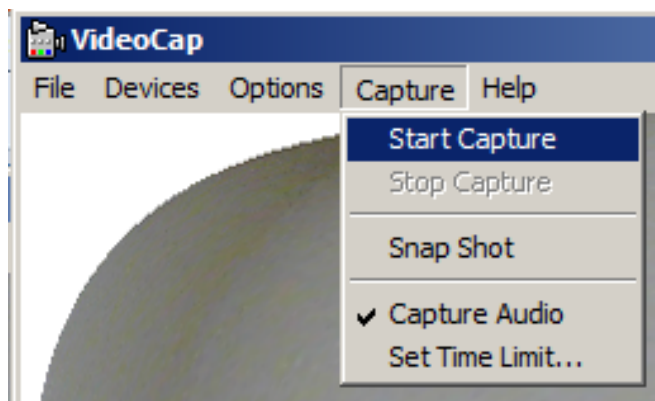 VideoCap
File Devices Options Capture Help
Start Capture
Stop Capture
Snap Shot
Capture Audio
Set Time Limit...